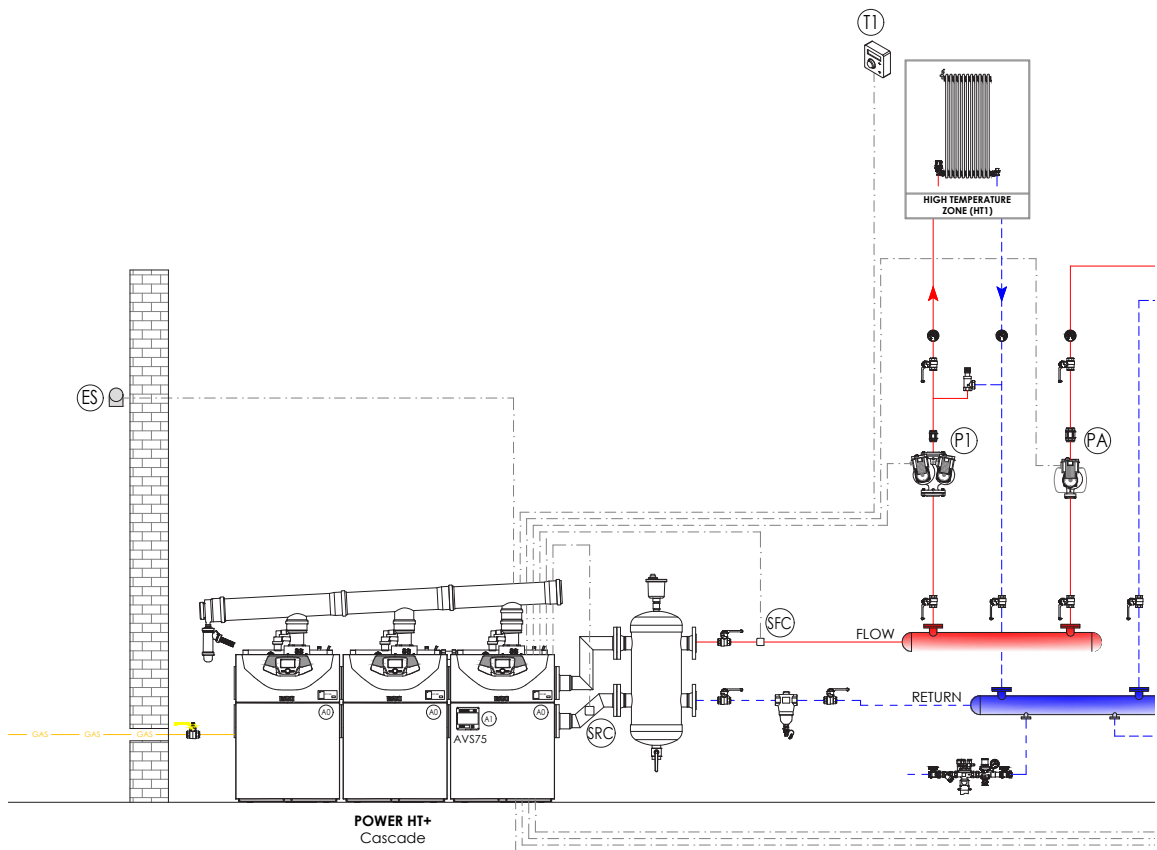 T1
HIGH TEMPERATURE
ZONE (HT1)
ES
P1
PA
SFC
FLOW
RETURN
A0
A0
A1
A0
AVS75
SRC
GAS GAS GAS
POWER HT+
Cascade